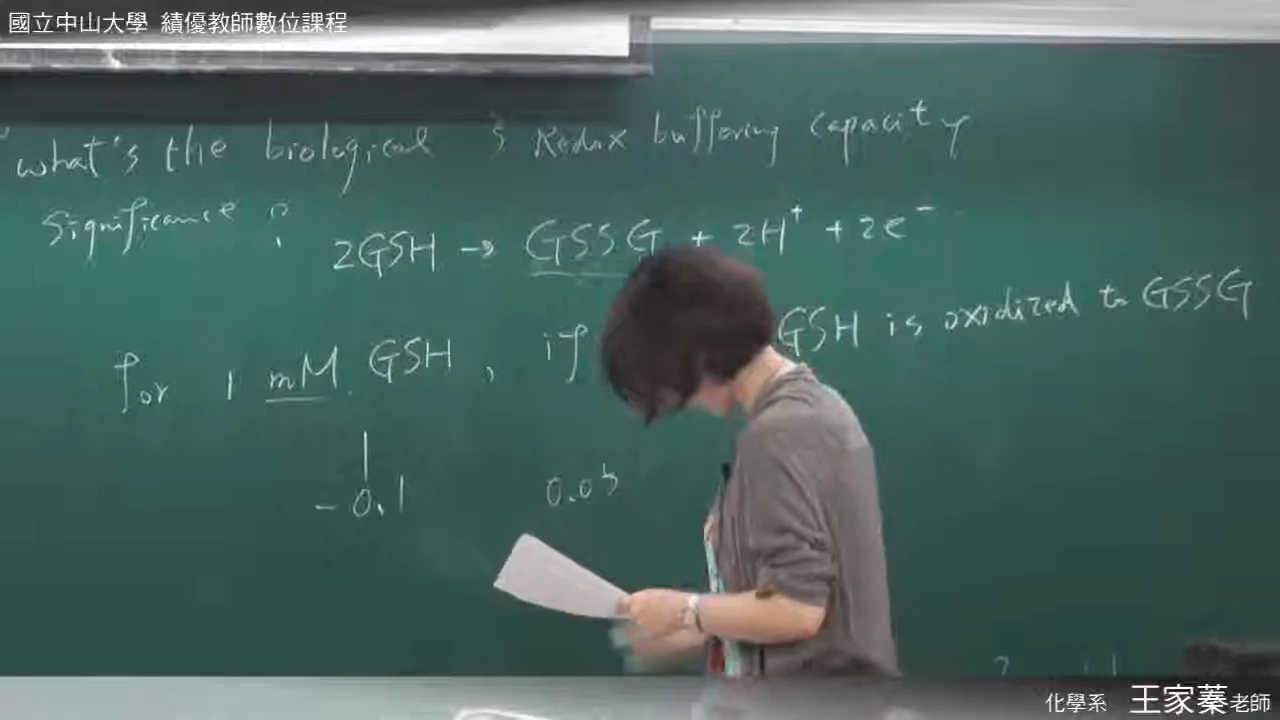 國立中山大學 績優教師數位課程
what's the biological
significance ?
Redox buffering capacity
2GSH → GSSG + 2H⁺ + 2e⁻
for 1 mM GSH , if GSH is oxidized to GSSG
1
- 0.1 0.05
化學系 王家蓁老師